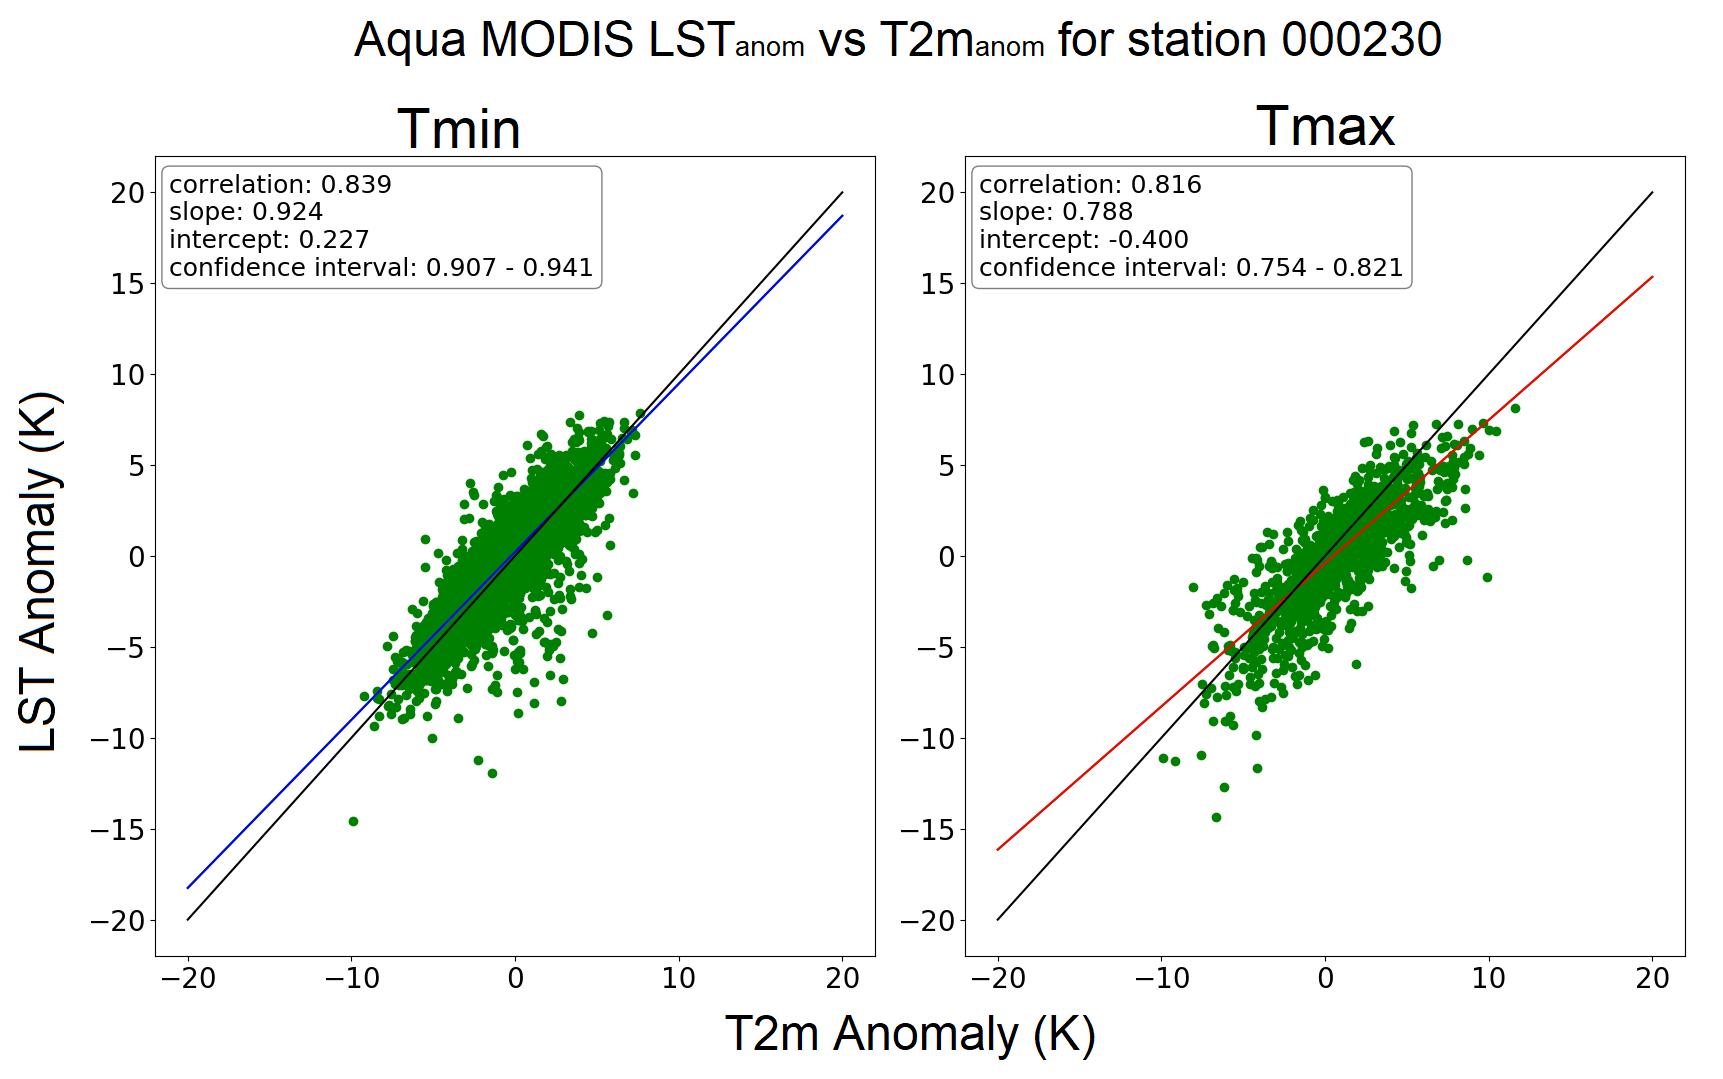 Aqua MODIS LSTanom vs T2manom for station 000230
Tmin
Tmax
correlation: 0.839
slope: 0.924
intercept: 0.227
confidence interval: 0.907 - 0.941
correlation: 0.816
slope: 0.788
intercept: -0.400
confidence interval: 0.754 - 0.821
LST Anomaly (K)
20
15
10
5
0
−5
−10
−15
−20
−20
−10
0
10
20
20
15
10
5
0
−5
−10
−15
−20
−20
−10
0
10
20
T2m Anomaly (K)